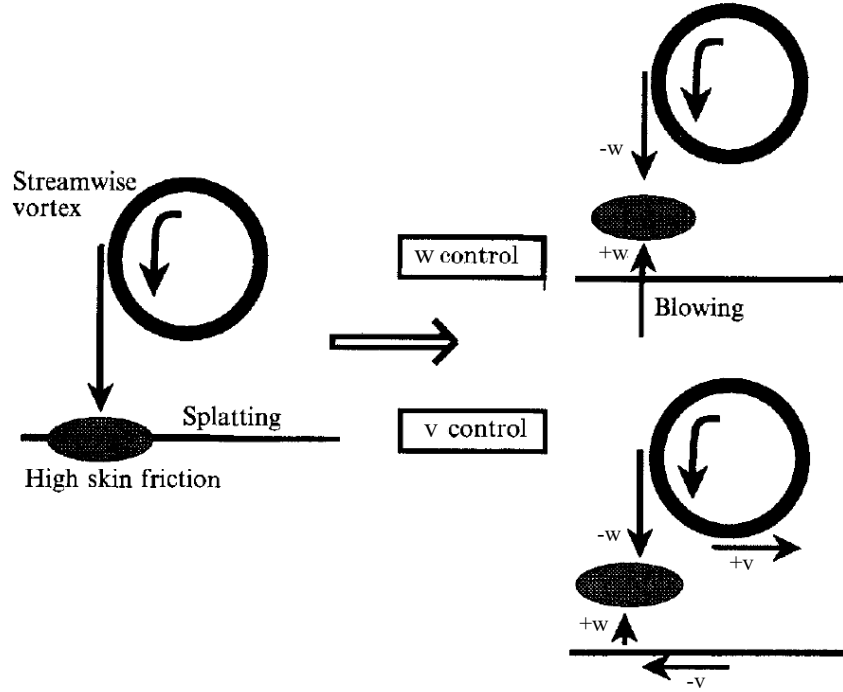 Streamwise
vortex
Splatting
High skin friction
w control
-w
+w
Blowing
v control
-w
+v
+w
-v